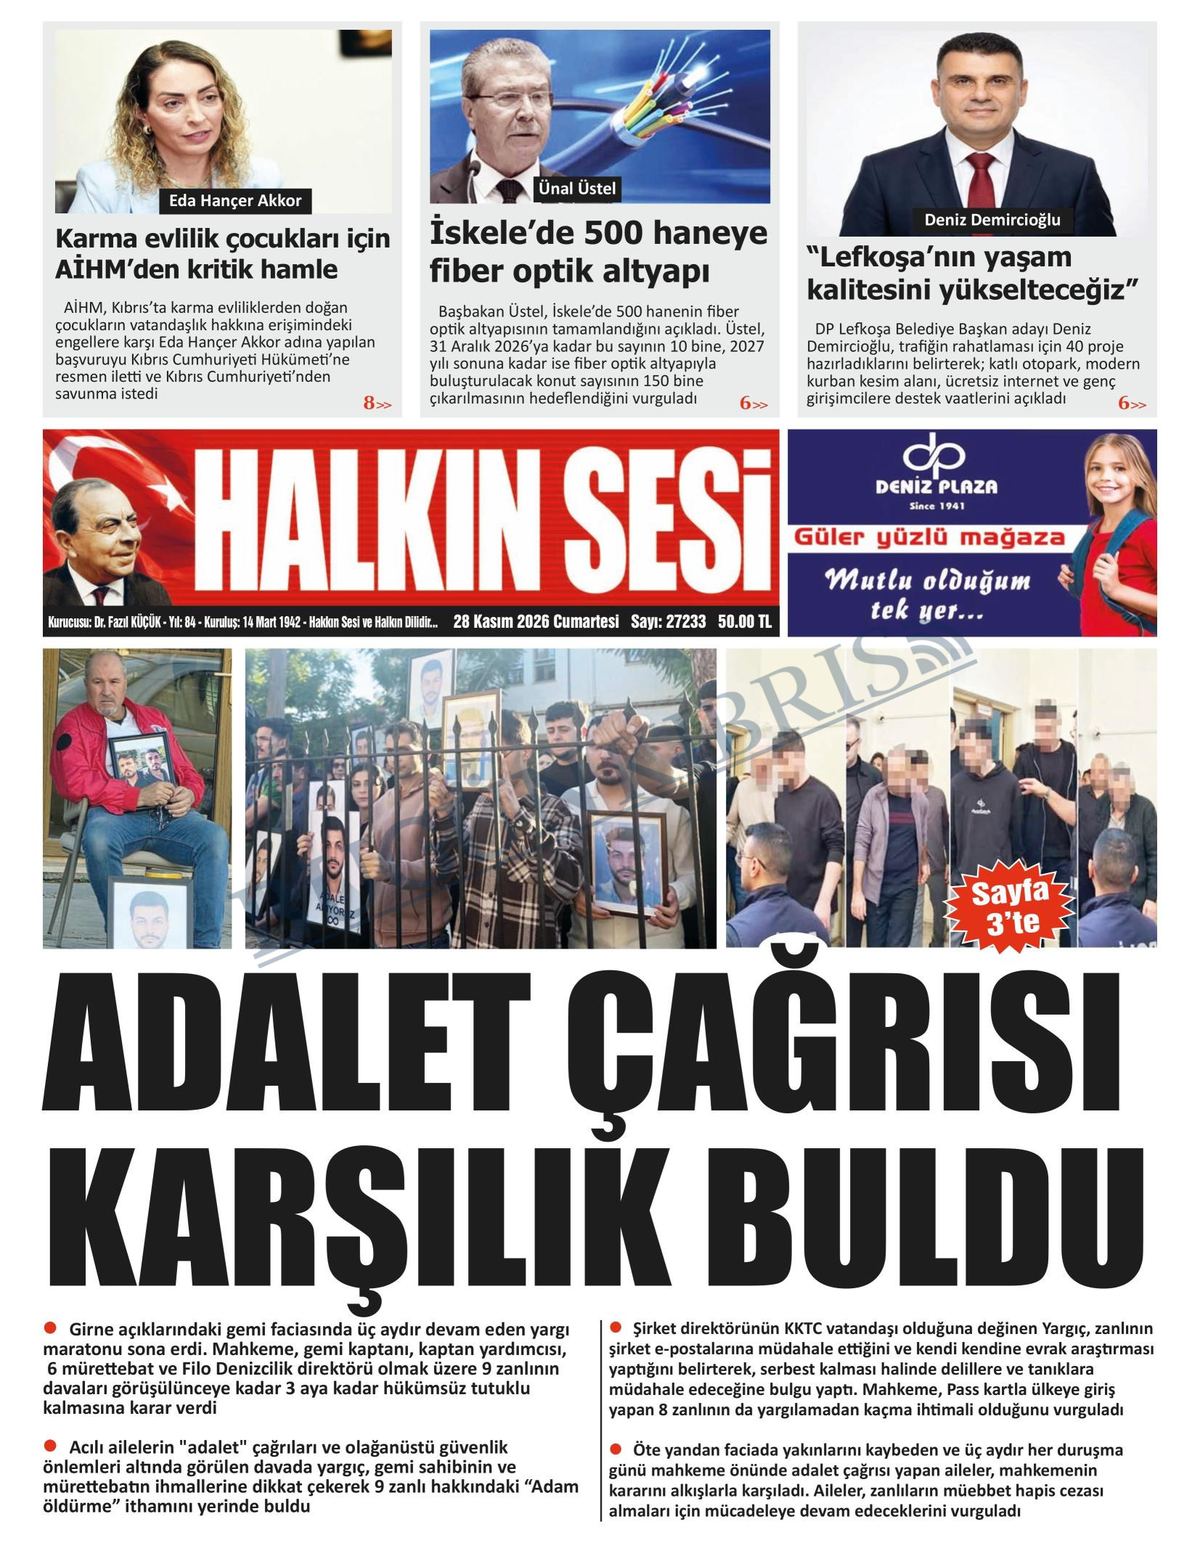 Eda Hançer Akkor
Karma evlilik çocukları için
AİHM’den kritik hamle
AİHM, Kıbrıs’ta karma evliliklerden doğan
çocukların vatandaşlık hakkına erişimindeki
engellere karşı Eda Hançer Akkor adına yapılan
başvuruyu Kıbrıs Cumhuriyeti Hükümeti’ne
resmen iletti ve Kıbrıs Cumhuriyeti’nden
savunma istedi
8>>
Ünal Üstel
İskele’de 500 haneye
fiber optik altyapı
Başbakan Üstel, İskele’de 500 hanenin fiber
optik altyapısının tamamlandığını açıkladı. Üstel,
31 Aralık 2026’ya kadar bu sayının 10 bine, 2027
yılı sonuna kadar ise fiber optik altyapıyla
buluşturulacak konut sayısının 150 bine
çıkarılmasının hedeflendiğini vurguladı
6>>
Deniz Demircioğlu
“Lefkoşa’nın yaşam
kalitesini yükselteceğiz”
DP Lefkoşa Belediye Başkan adayı Deniz
Demircioğlu, trafiğin rahatlaması için 40 proje
hazırladıklarını belirterek; katlı otopark, modern
kurban kesim alanı, ücretsiz internet ve genç
girişimcilere destek vaatlerini açıkladı
6>>
HALKIN SESİ
Kurucusu: Dr. Fazıl KÜÇÜK - Yıl: 84 - Kuruluş: 14 Mart 1942 - Hakkın Sesi ve Halkın Dilidir... 28 Kasım 2026 Cumartesi Sayı: 27233 50.00 TL
dp
DENİZ PLAZA
Since 1941
Güler yüzlü mağaza
Mutlu olduğum
tek yer...
Sayfa
3’te
ADALET ÇAĞRISI
KARŞILIK BULDU
● Girne açıklarındaki gemi faciasında üç aydır devam eden yargı
maratonu sona erdi. Mahkeme, gemi kaptanı, kaptan yardımcısı,
6 mürettebat ve Filo Denizcilik direktörü olmak üzere 9 zanlının
davaları görüşülünceye kadar 3 aya kadar hükümsüz tutuklu
kalmasına karar verdi
● Acılı ailelerin "adalet" çağrıları ve olağanüstü güvenlik
önlemleri altında görülen davada yargıç, gemi sahibinin ve
mürettebatın ihmallerine dikkat çekerek 9 zanlı hakkındaki “Adam
öldürme” ithamını yerinde buldu
● Şirket direktörünün KKTC vatandaşı olduğuna değinen Yargıç, zanlının
şirket e-postalarına müdahale ettiğini ve kendi kendine evrak araştırması
yaptığını belirterek, serbest kalması halinde delillere ve tanıklara
müdahale edeceğine bulgu yaptı. Mahkeme, Pass kartla ülkeye giriş
yapan 8 zanlının da yargılamadan kaçma ihtimali olduğunu vurguladı
● Öte yandan faciada yakınlarını kaybeden ve üç aydır her duruşma
günü mahkeme önünde adalet çağrısı yapan aileler, mahkemenin
kararını alkışlarla karşıladı. Aileler, zanlıların müebbet hapis cezası
almaları için mücadeleye devam edeceklerini vurguladı